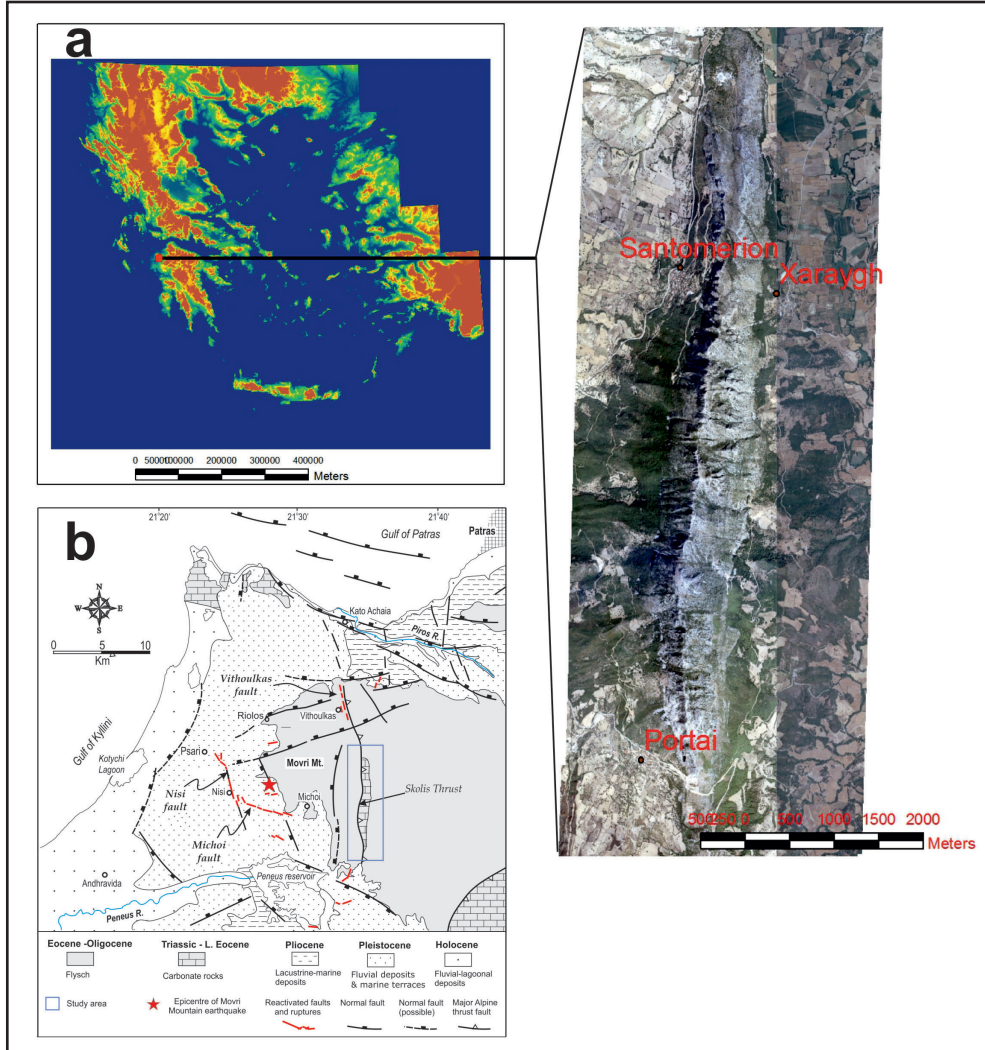 a
0 50000100000 200000 300000 400000
Meters
Santomerion
Xaraygh
Portai
500250 0 500 1000 1500 2000
Meters
b
21°20'
21°30'
21°40'
Gulf of Patras
Patras
N
W E
S
0 5 10
Km
Kato Achaia
Piros R.
Vithoulkas
fault
Riolos
Vithoulkas
Gulf of Kyllini
Kotychi
Lagoon
Psari
Movri Mt.
Nisi
Nisi
fault
Michoi
Michoi
fault
Skolis Thrust
Andhravida
Peneus reservoir
Peneus R.
Eocene -Oligocene
Flysch
Triassic - L. Eocene
Carbonate rocks
Pliocene
Lacustrine-marine
deposits
Pleistocene
Fluvial deposits
& marine terraces
Holocene
Fluvial-lagoonal
deposits
Study area
Epicentre of Movri
Mountain earthquake
Reactivated faults
and ruptures
Normal fault
Normal fault
(possible)
Major Alpine
thrust fault